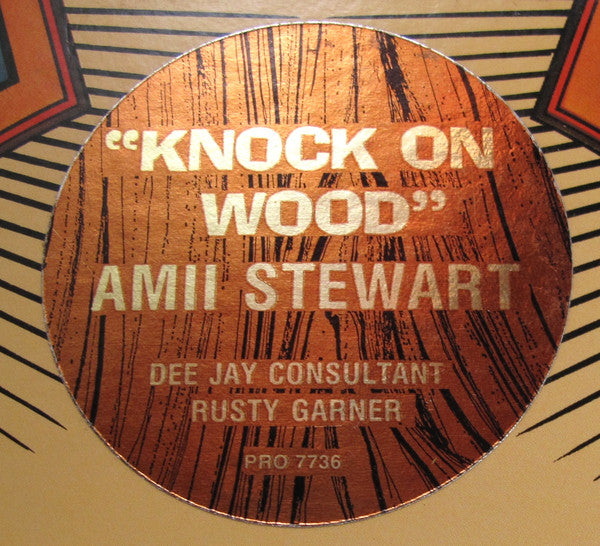 “KNOCK ON
WOOD”
AMII STEWART
DEE JAY CONSULTANT
RUSTY GARNER
PRO 7736